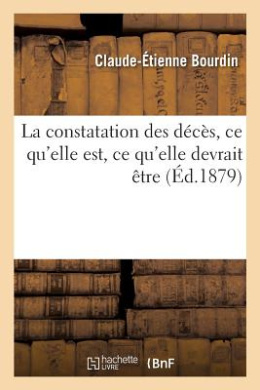 Claude-Étienne Bourdin
La constatation des décès, ce
qu'elle est, ce qu'elle devrait
être (Éd.1879)
hachette
LIVRE
{BnF